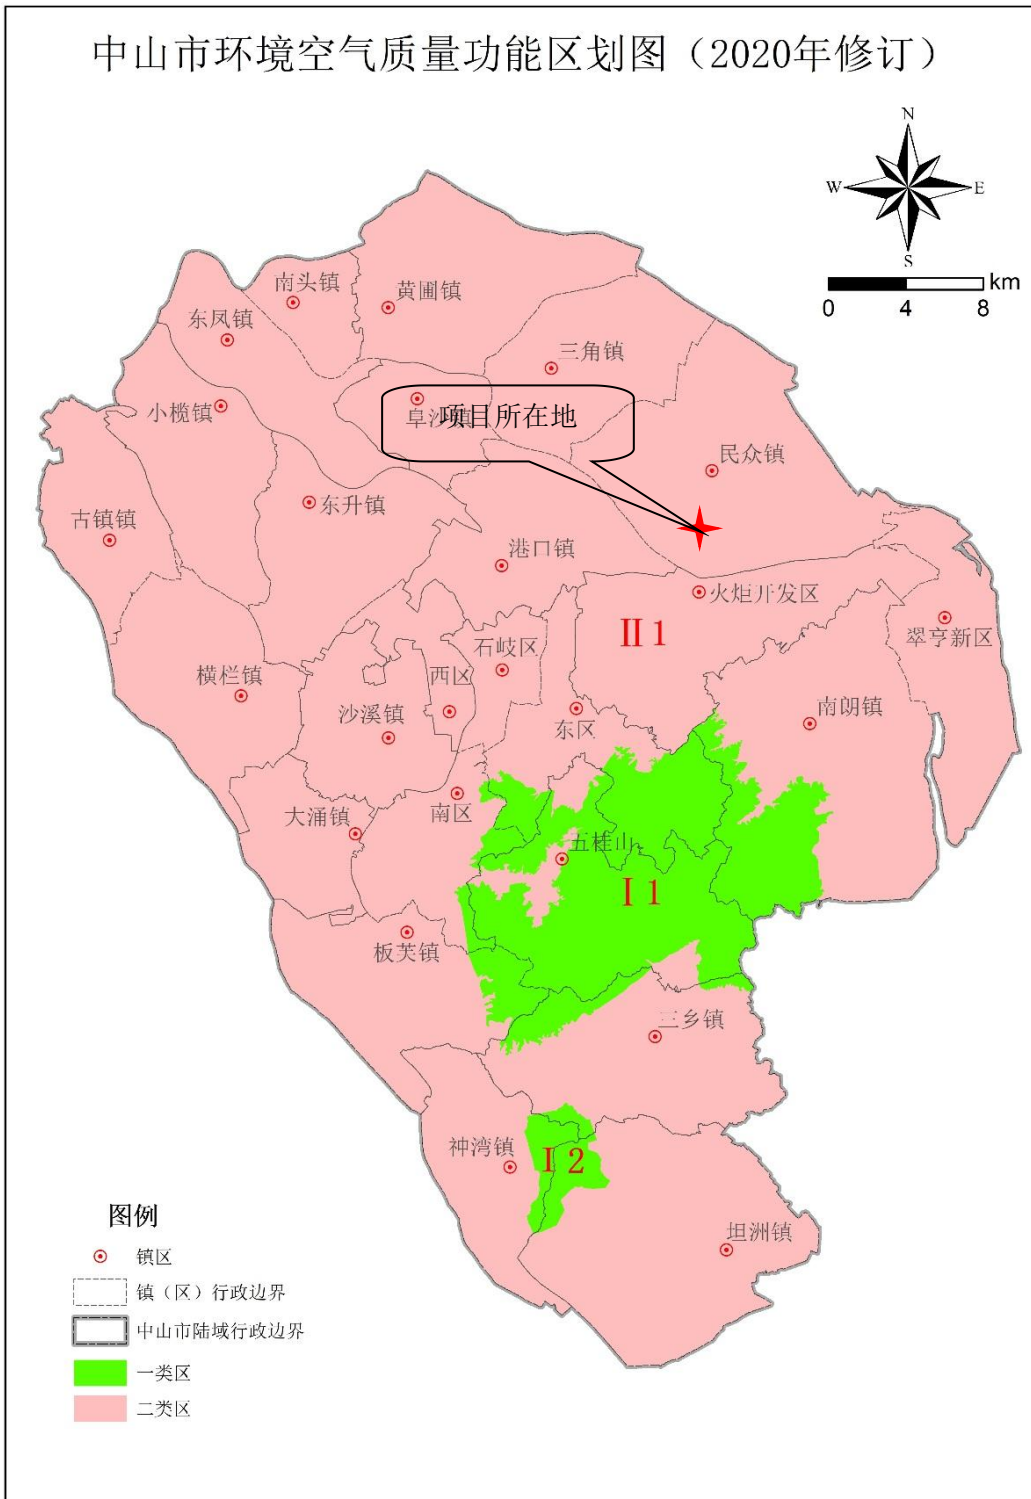 中山市环境空气质量功能区划图（2020年修订）
N
W
E
S
km
0 4 8
南头镇
黄圃镇
东凤镇
三角镇
小榄镇
阜沙镇
项目所在地
民众镇
东升镇
古镇镇
港口镇
火炬开发区
翠亨新区
Ⅱ1
石岐区
西区
横栏镇
沙溪镇
东区
南朗镇
大涌镇
南区
五桂山
Ⅰ1
板芙镇
三乡镇
神湾镇
Ⅰ2
坦洲镇
图例
镇区
镇（区）行政边界
中山市陆域行政边界
一类区
二类区